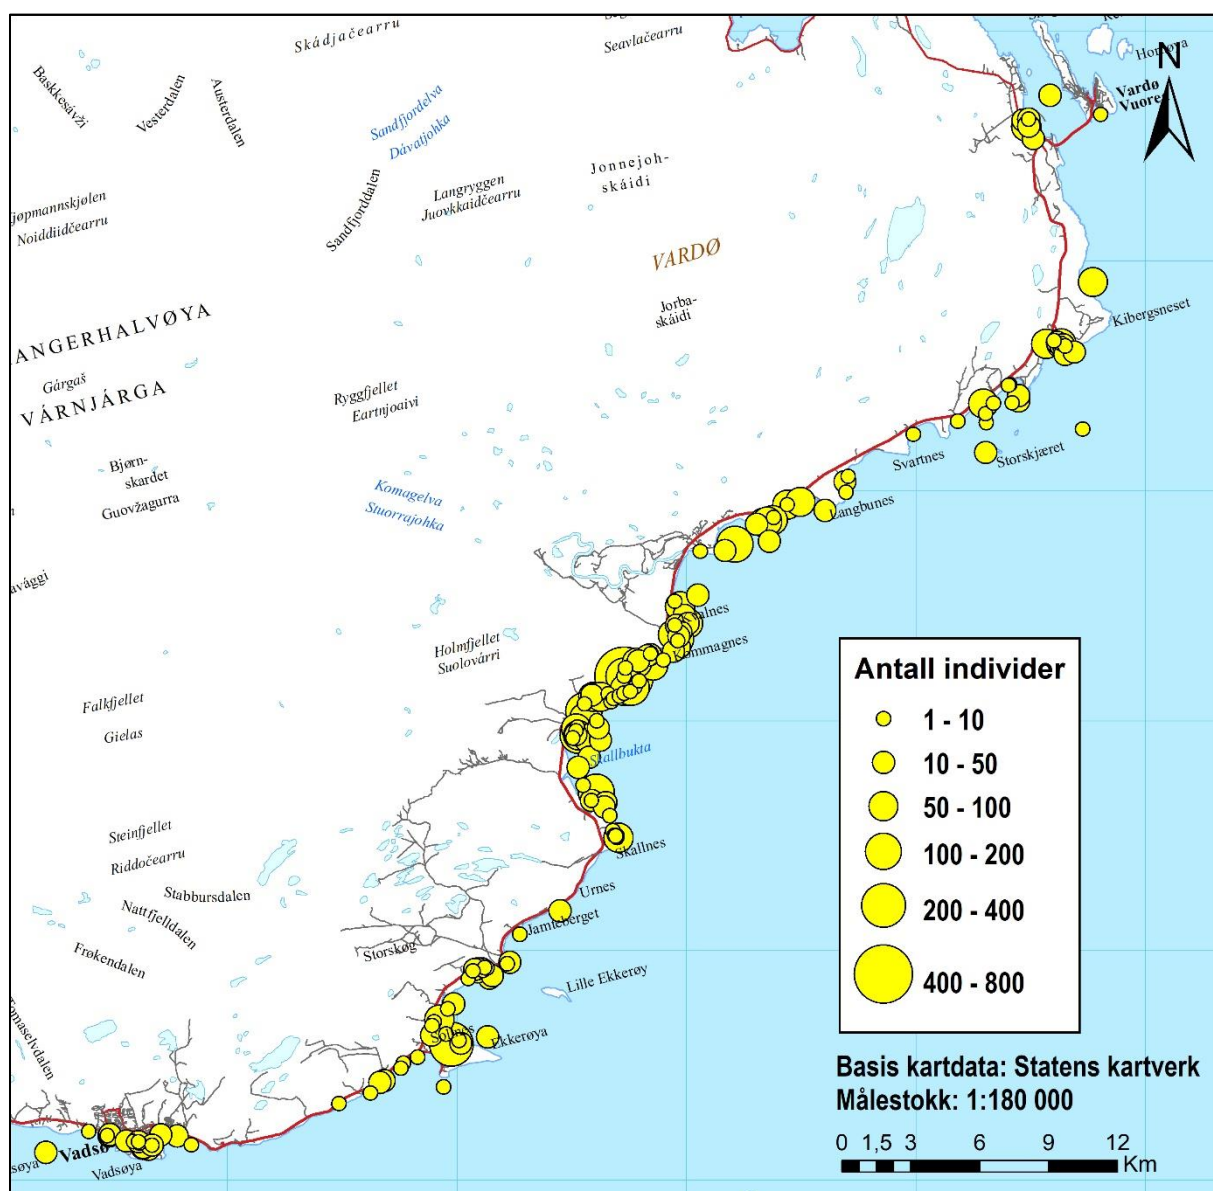 Skádjačearru
Seavlačearru
Baskkesávži
Vesterdalen
Austerdalen
Sandfjordelva
Dávatjohka
N
Vardø
Langryggen
Juovkkaidčearru
Jonnejoh-
skáidi
Noiddiidčearru
Sandfjorddalen
VARDØ
Jorba-
skáidi
Kibergsneset
ANGERHALVØYA
Gárgaš
VÁRNJÁRGA
Ryggfjellet
Eartnjoaivi
Bjørn-
skardet
Guovžagurra
Komagelva
Stuorrajohka
Svartnes
Storskjæret
Langbunes
Holmfjellet
Suolovárri
Kommagnes
Falkfjellet
Gielas
Skallbukta
Steinfjellet
Riddočearru
Stabbursdalen
Nattfjelldalen
Frøkendalen
Skallnes
Urnes
Jamteberget
Storskog
Lille Ekkerøy
Ekkerøya
Vadsø
Vadsøya
Antall individer
1 - 10
10 - 50
50 - 100
100 - 200
200 - 400
400 - 800
Basis kartdata: Statens kartverk
Målestokk: 1:180 000
0 1,5 3 6 9 12
Km